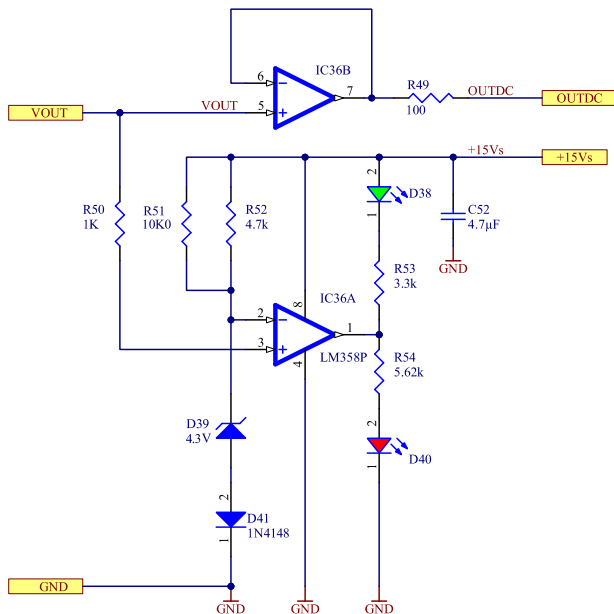 IC36B
6
7
5
R49
100
OUTDC
OUTDC
VOUT
VOUT
+15Vs
+15Vs
2
D38
1
R50
1K
R51
10K0
R52
4.7k
C52
4.7µF
GND
R53
3.3k
IC36A
8
2
1
3
LM358P
4
R54
5.62k
D39
4.3V
2
D40
1
2
D41
1N4148
1
GND
GND
GND
GND